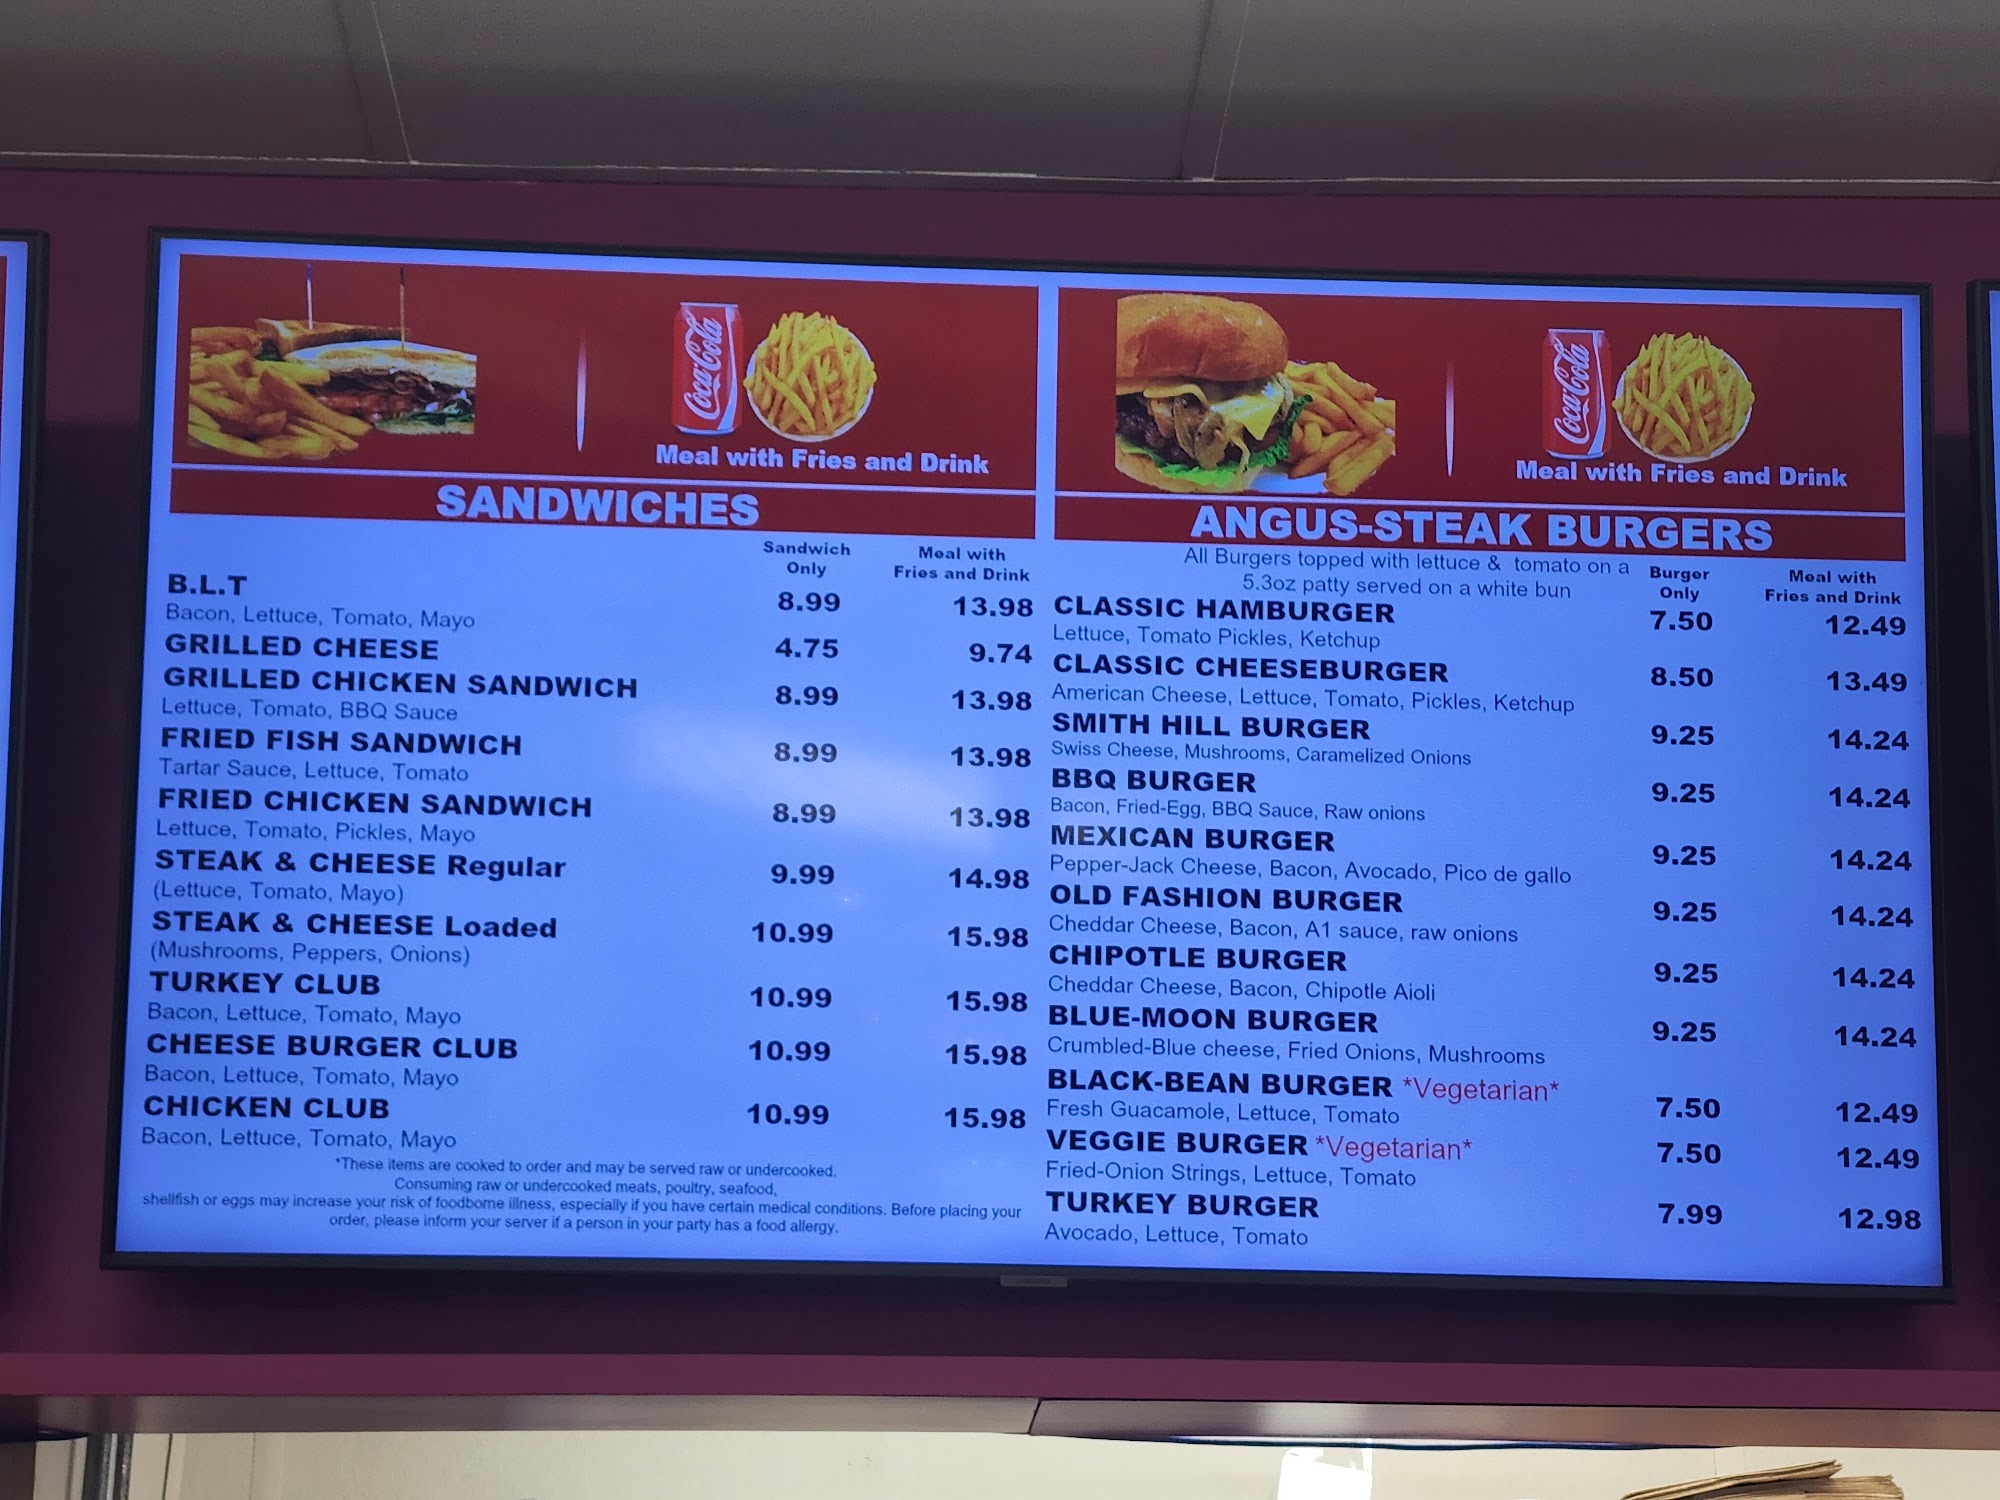 Coca-Cola
Meal with Fries and Drink
SANDWICHES
Sandwich Only
Meal with Fries and Drink
B.L.T 8.99 13.98
Bacon, Lettuce, Tomato, Mayo
GRILLED CHEESE 4.75 9.74
GRILLED CHICKEN SANDWICH 8.99 13.98
Lettuce, Tomato, BBQ Sauce
FRIED FISH SANDWICH 8.99 13.98
Tartar Sauce, Lettuce, Tomato
FRIED CHICKEN SANDWICH 8.99 13.98
Lettuce, Tomato, Pickles, Mayo
STEAK & CHEESE Regular 9.99 14.98
(Lettuce, Tomato, Mayo)
STEAK & CHEESE Loaded 10.99 15.98
(Mushrooms, Peppers, Onions)
TURKEY CLUB 10.99 15.98
Bacon, Lettuce, Tomato, Mayo
CHEESE BURGER CLUB 10.99 15.98
Bacon, Lettuce, Tomato, Mayo
CHICKEN CLUB 10.99 15.98
Bacon, Lettuce, Tomato, Mayo
*These items are cooked to order and may be served raw or undercooked.
Consuming raw or undercooked meats, poultry, seafood,
shellfish or eggs may increase your risk of foodborne illness, especially if you have certain medical conditions. Before placing your
order, please inform your server if a person in your party has a food allergy.
Coca-Cola
Meal with Fries and Drink
ANGUS-STEAK BURGERS
All Burgers topped with lettuce & tomato on a
5.3oz patty served on a white bun
Burger Only
Meal with Fries and Drink
CLASSIC HAMBURGER 7.50 12.49
Lettuce, Tomato Pickles, Ketchup
CLASSIC CHEESEBURGER 8.50 13.49
American Cheese, Lettuce, Tomato, Pickles, Ketchup
SMITH HILL BURGER 9.25 14.24
Swiss Cheese, Mushrooms, Caramelized Onions
BBQ BURGER 9.25 14.24
Bacon, Fried-Egg, BBQ Sauce, Raw onions
MEXICAN BURGER 9.25 14.24
Pepper-Jack Cheese, Bacon, Avocado, Pico de gallo
OLD FASHION BURGER 9.25 14.24
Cheddar Cheese, Bacon, A1 sauce, raw onions
CHIPOTLE BURGER 9.25 14.24
Cheddar Cheese, Bacon, Chipotle Aioli
BLUE-MOON BURGER 9.25 14.24
Crumbled-Blue cheese, Fried Onions, Mushrooms
BLACK-BEAN BURGER *Vegetarian* 7.50 12.49
Fresh Guacamole, Lettuce, Tomato
VEGGIE BURGER *Vegetarian* 7.50 12.49
Fried-Onion Strings, Lettuce, Tomato
TURKEY BURGER 7.99 12.98
Avocado, Lettuce, Tomato